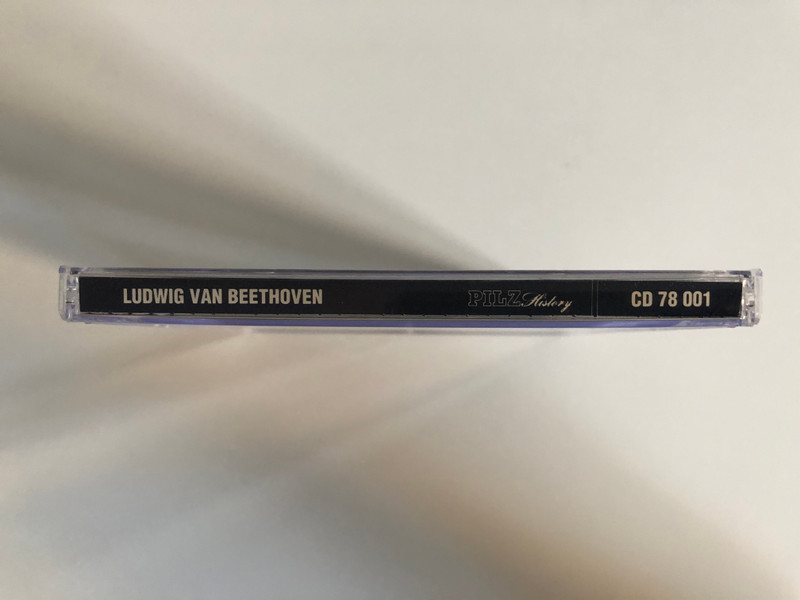 LUDWIG VAN BEETHOVEN PILZ History CD 78 001